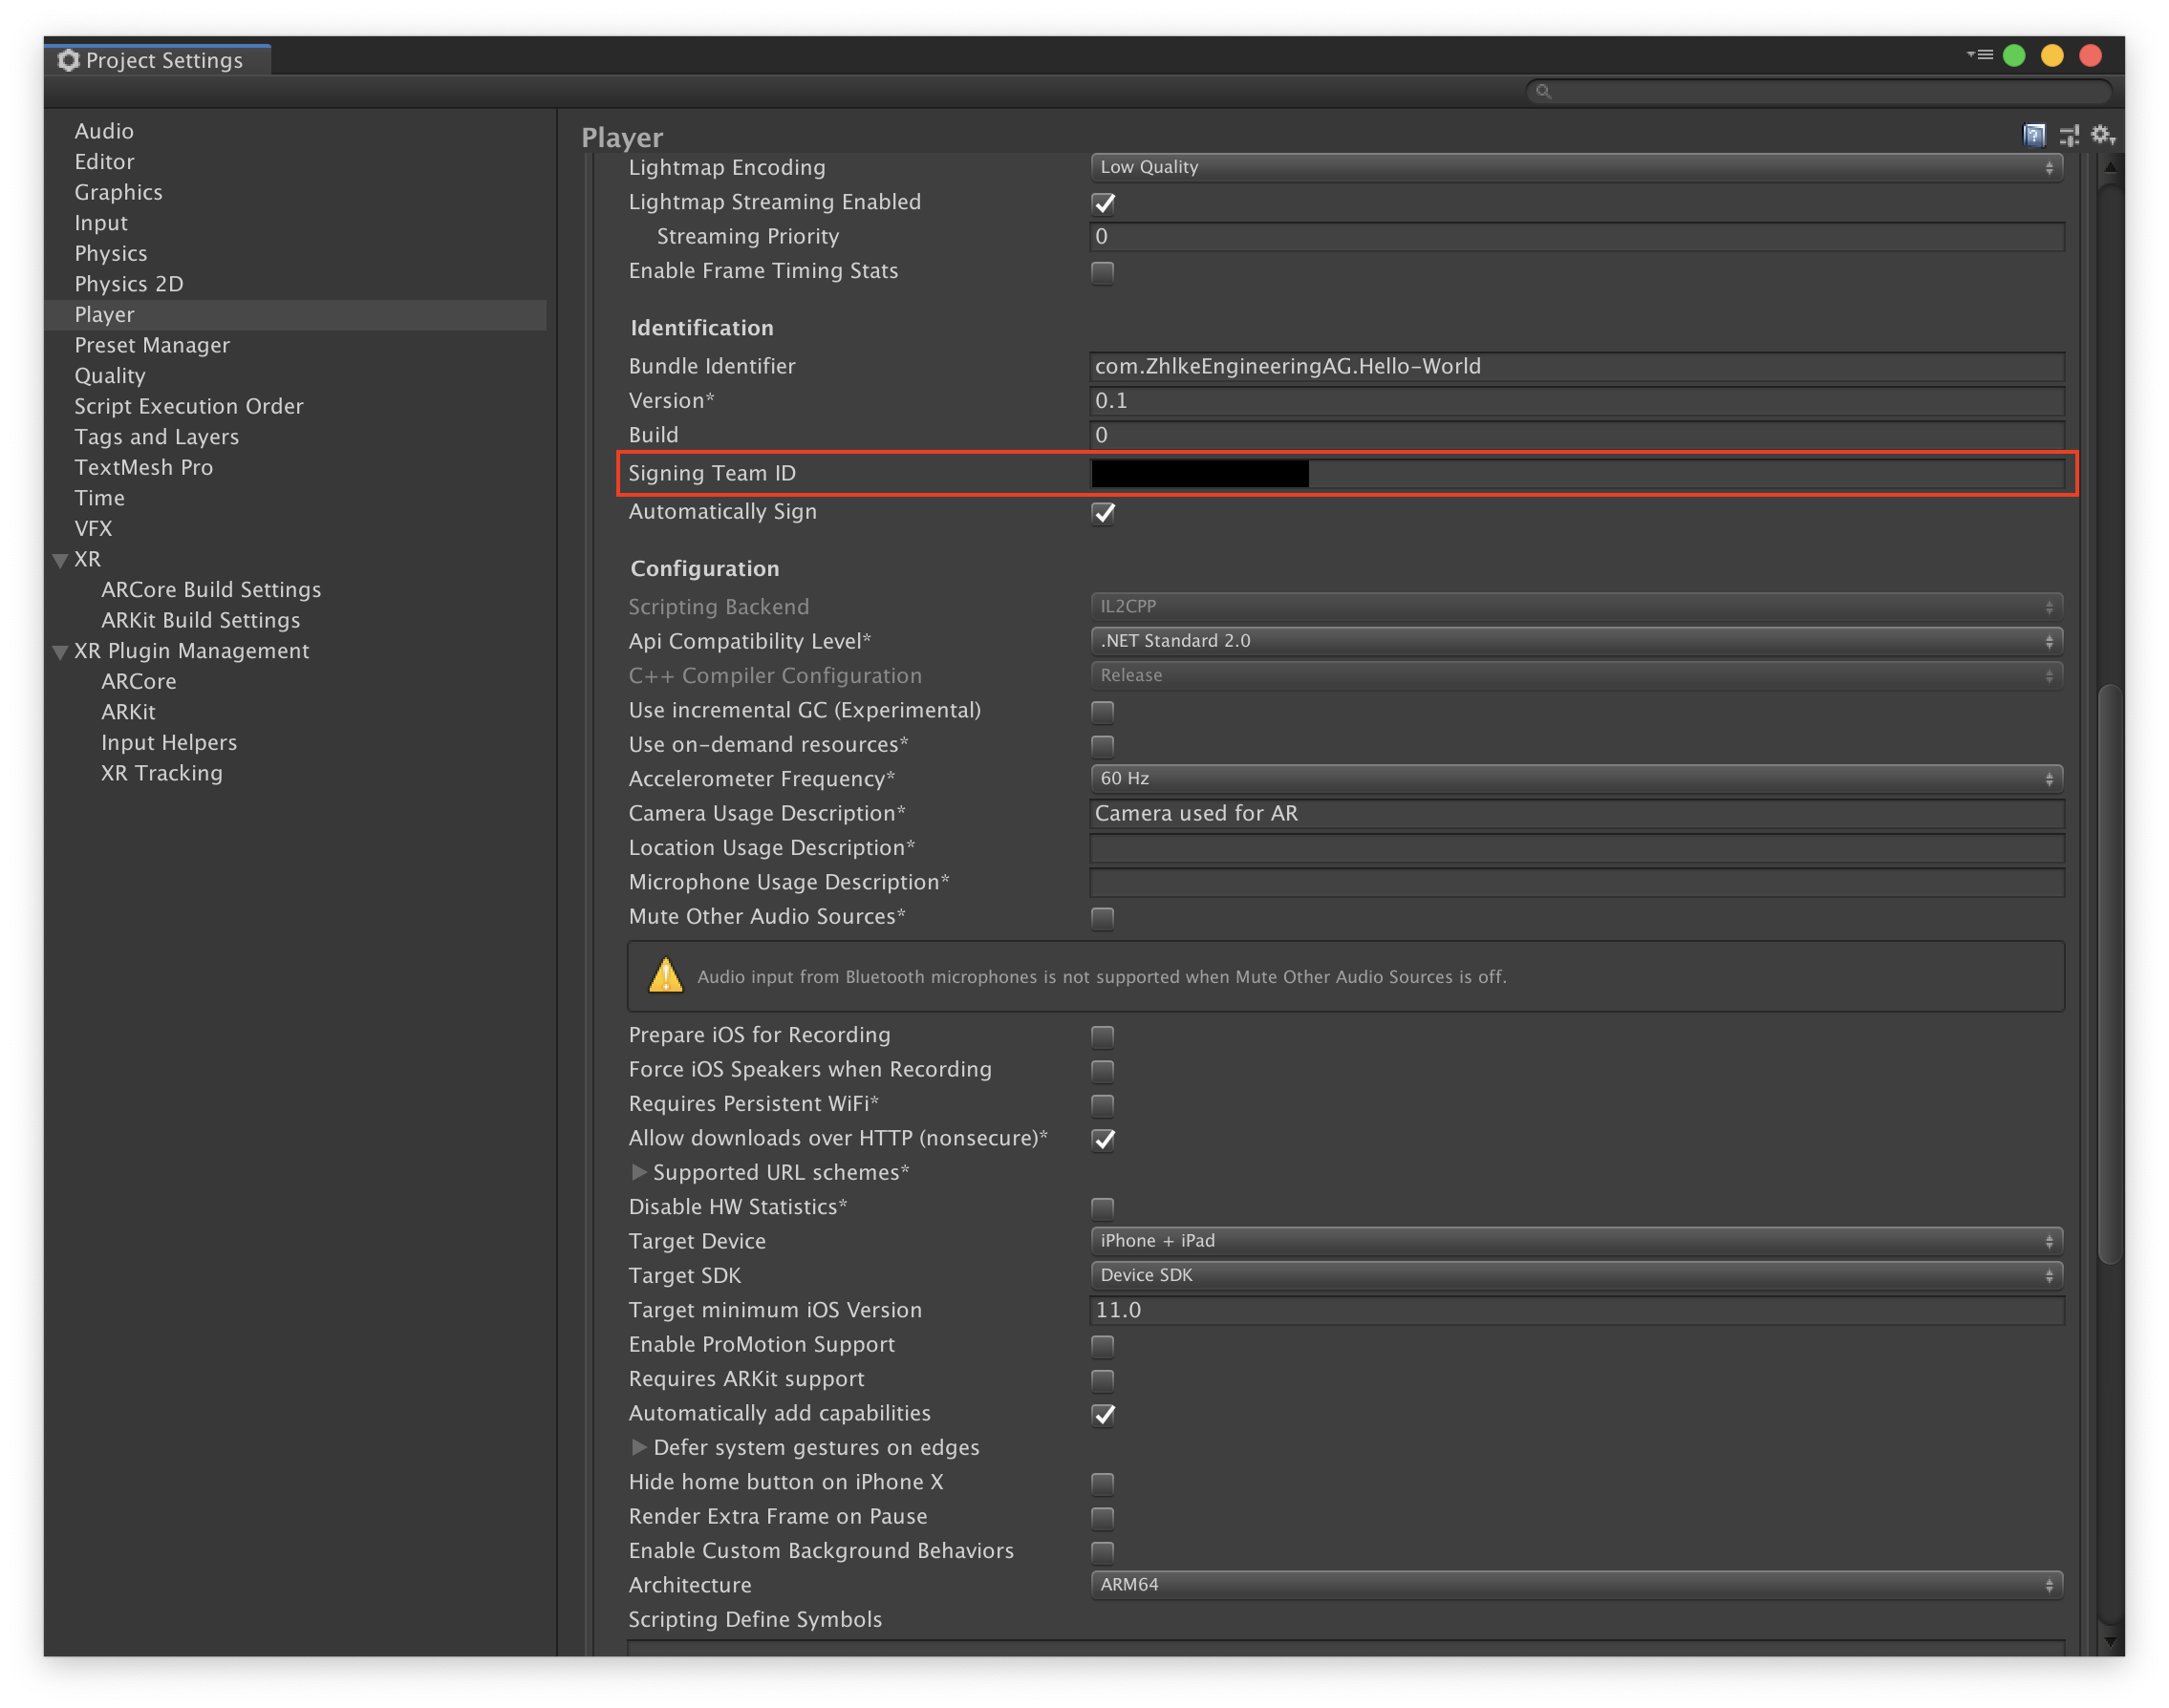 Project Settings
Audio
Editor
Graphics
Input
Physics
Physics 2D
Player
Preset Manager
Quality
Script Execution Order
Tags and Layers
TextMesh Pro
Time
VFX
XR
ARCore Build Settings
ARKit Build Settings
XR Plugin Management
ARCore
ARKit
Input Helpers
XR Tracking
Player
Lightmap Encoding Low Quality
Lightmap Streaming Enabled
Streaming Priority 0
Enable Frame Timing Stats
Identification
Bundle Identifier com.ZhlkeEngineeringAG.Hello-World
Version* 0.1
Build 0
Signing Team ID
Automatically Sign
Configuration
Scripting Backend IL2CPP
Api Compatibility Level* .NET Standard 2.0
C++ Compiler Configuration Release
Use incremental GC (Experimental)
Use on-demand resources*
Accelerometer Frequency* 60 Hz
Camera Usage Description* Camera used for AR
Location Usage Description*
Microphone Usage Description*
Mute Other Audio Sources*
Audio input from Bluetooth microphones is not supported when Mute Other Audio Sources is off.
Prepare iOS for Recording
Force iOS Speakers when Recording
Requires Persistent WiFi*
Allow downloads over HTTP (nonsecure)*
Supported URL schemes*
Disable HW Statistics*
Target Device iPhone + iPad
Target SDK Device SDK
Target minimum iOS Version 11.0
Enable ProMotion Support
Requires ARKit support
Automatically add capabilities
Defer system gestures on edges
Hide home button on iPhone X
Render Extra Frame on Pause
Enable Custom Background Behaviors
Architecture ARM64
Scripting Define Symbols